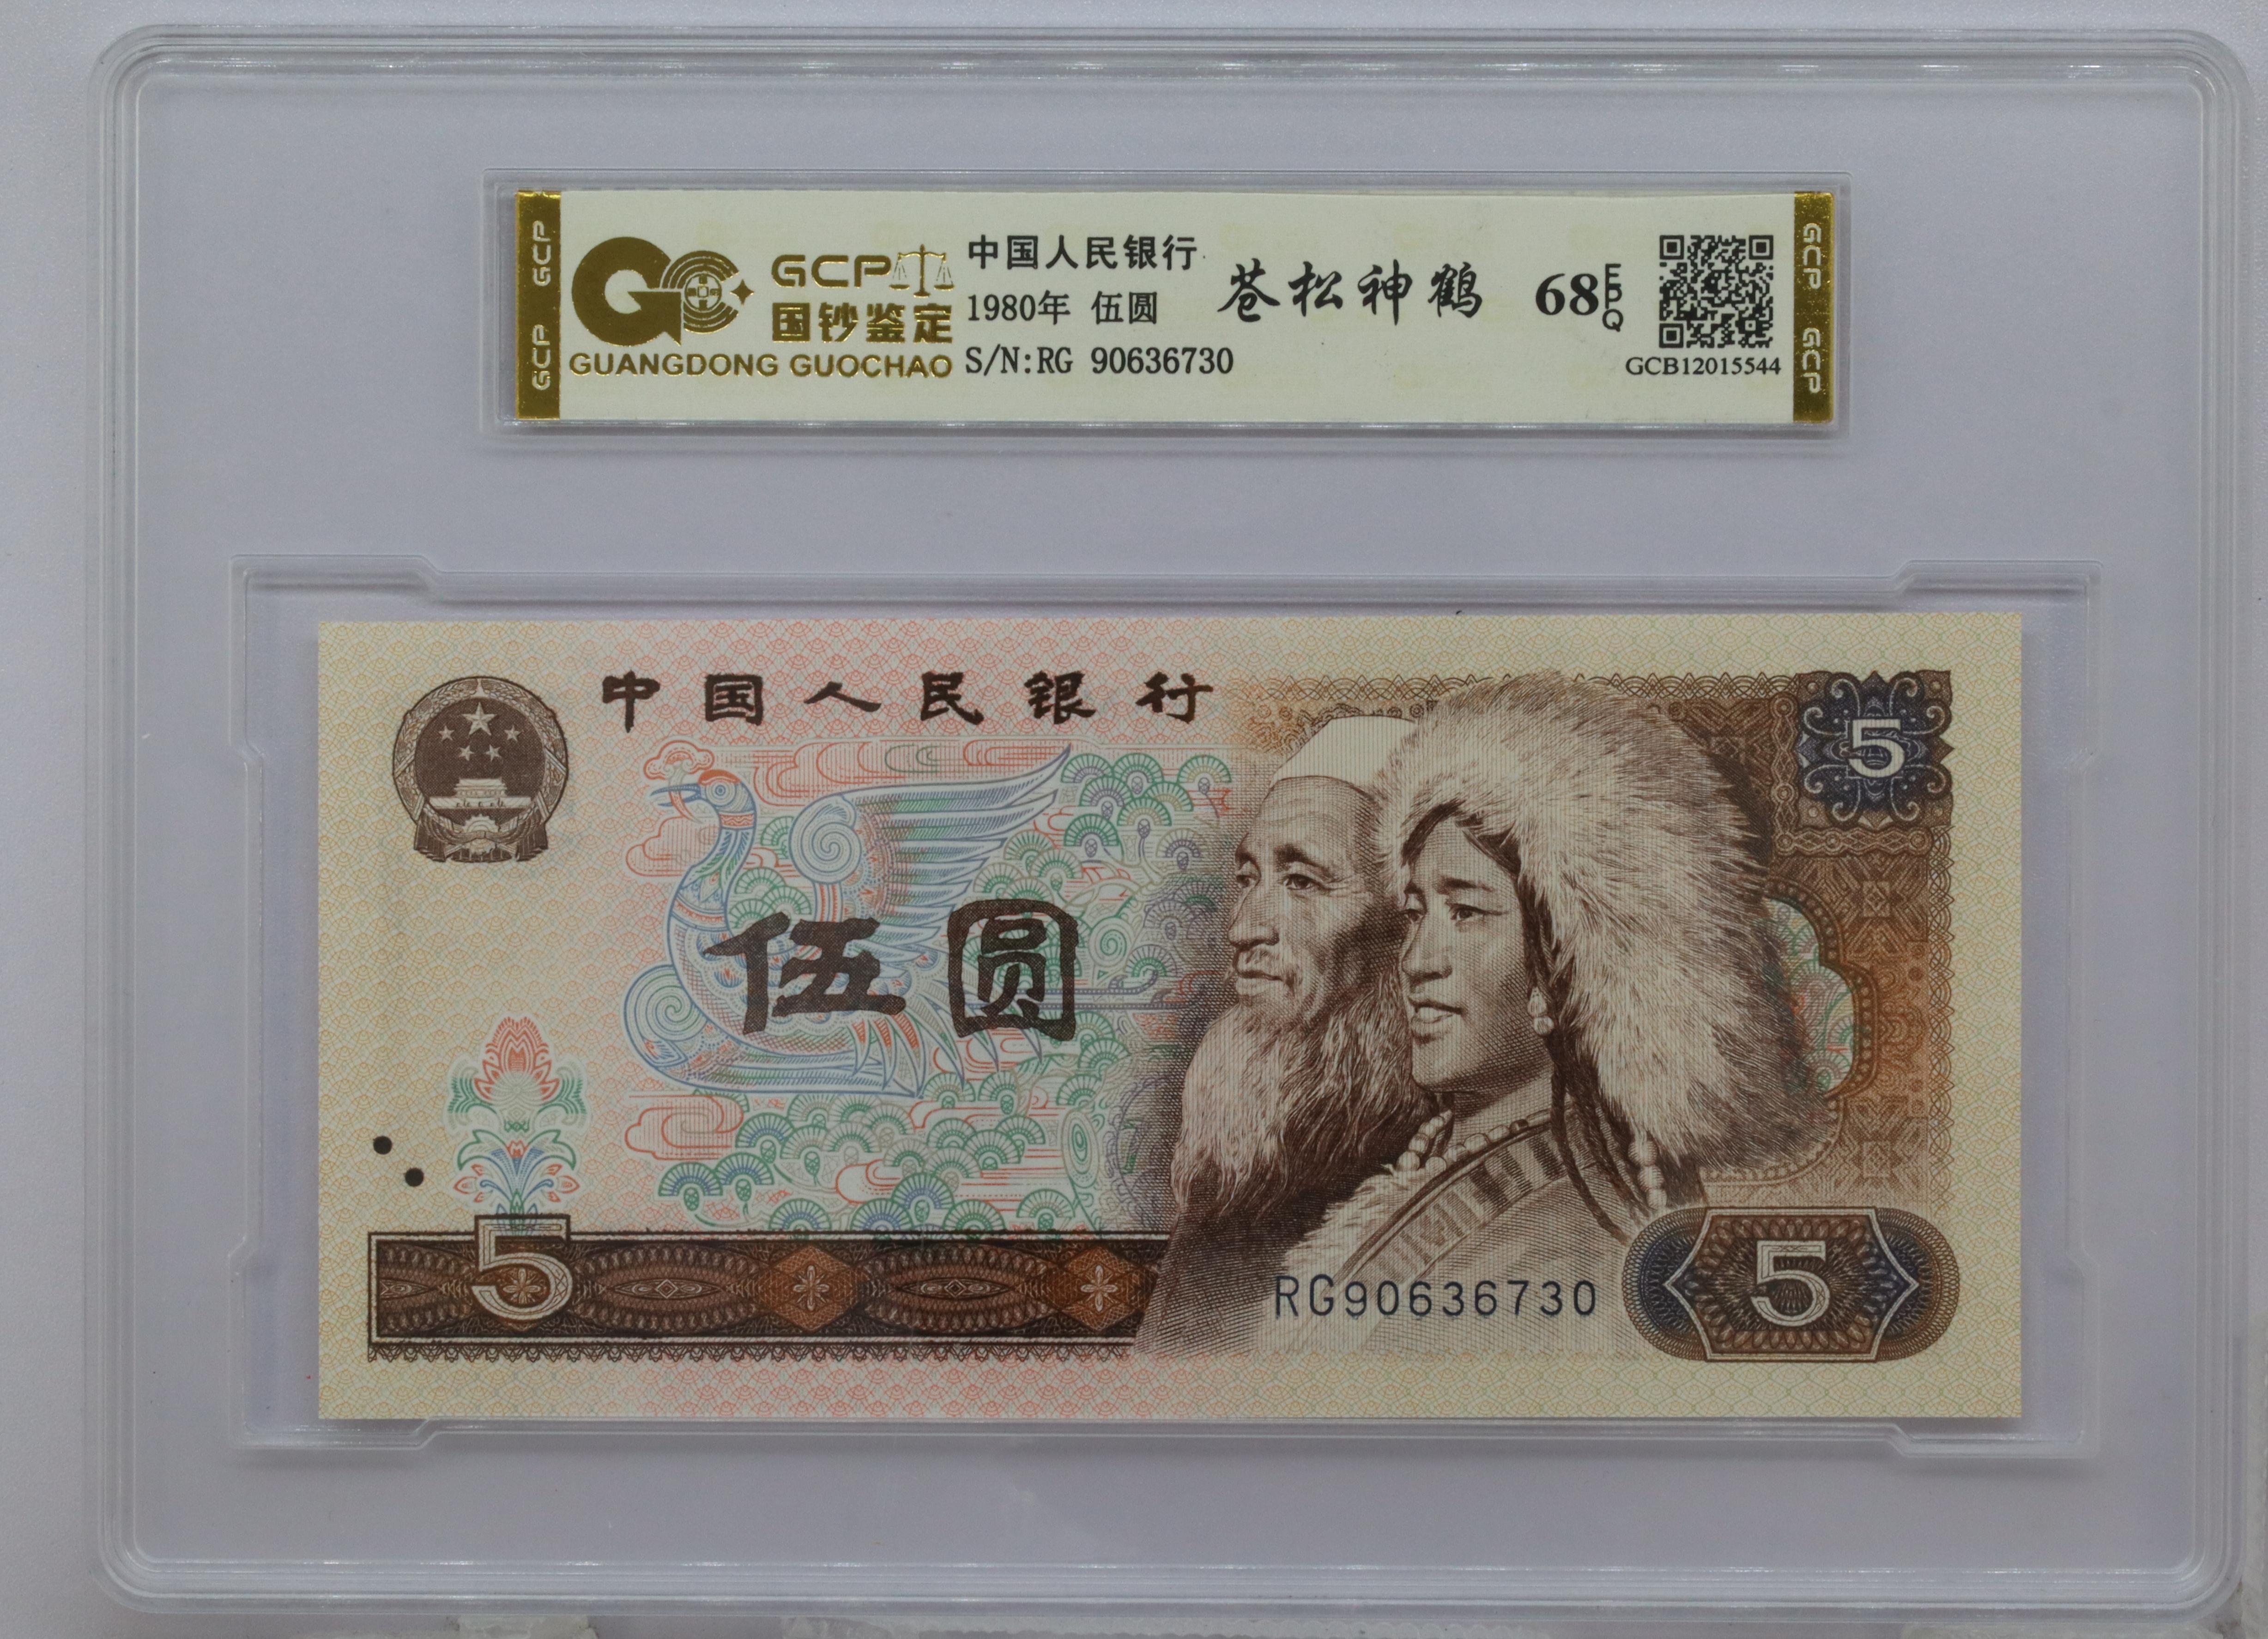 GCP GCP
GCP
国钞鉴定
GUANGDONG GUOCHAO
中国人民银行
1980年 伍圆
S/N:RG 90636730
苍松神鹤
68 EPQ
GCB12015544
GCP GCP
中国人民银行
5
伍圆
5
RG90636730
5